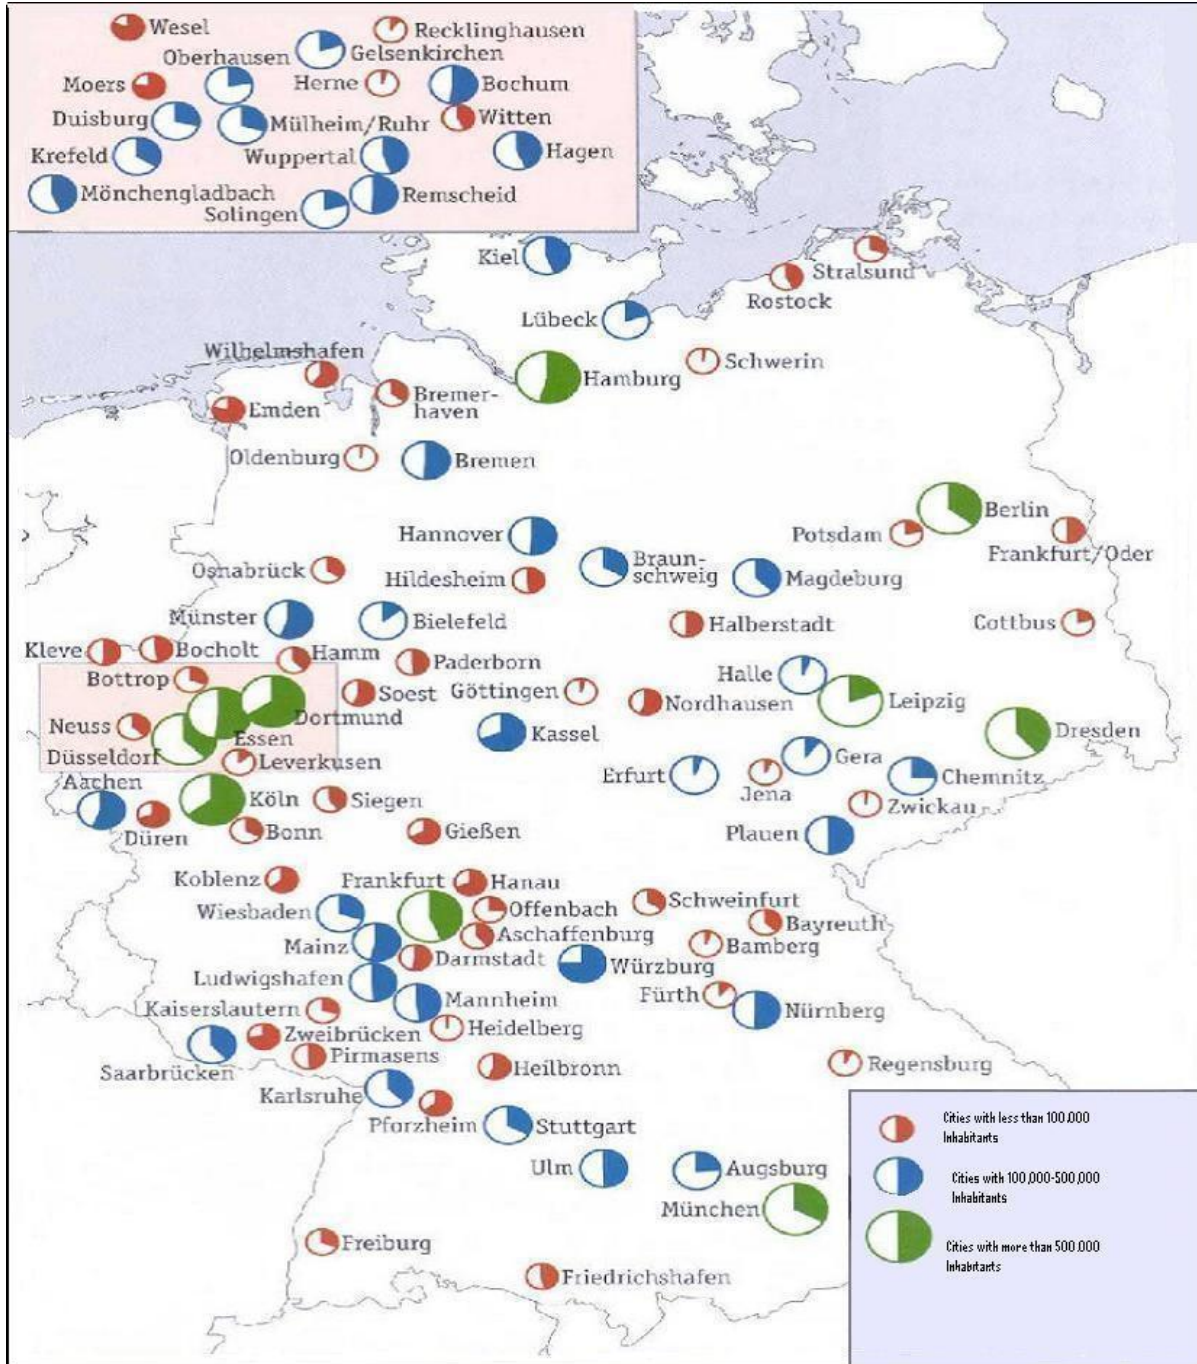 Wesel
Recklinghausen
Oberhausen
Gelsenkirchen
Moers
Herne
Bochum
Duisburg
Mülheim/Ruhr
Witten
Krefeld
Wuppertal
Hagen
Mönchengladbach
Remscheid
Solingen
Kiel
Stralsund
Rostock
Lübeck
Wilhelmshafen
Schwerin
Hamburg
Emden
Bremer-
haven
Oldenburg
Bremen
Berlin
Hannover
Potsdam
Frankfurt/Oder
Osnabrück
Hildesheim
Braun-
schweig
Magdeburg
Münster
Bielefeld
Halberstadt
Cottbus
Kleve
Bocholt
Hamm
Paderborn
Bottrop
Soest
Göttingen
Halle
Nordhausen
Leipzig
Neuss
Dortmund
Kassel
Dresden
Düsseldorf
Essen
Leverkusen
Erfurt
Gera
Chemnitz
Aachen
Jena
Köln
Siegen
Zwickau
Düren
Bonn
Gießen
Plauen
Koblenz
Frankfurt
Hanau
Wiesbaden
Offenbach
Schweinfurt
Mainz
Aschaffenburg
Bayreuth
Bamberg
Darmstadt
Ludwigshafen
Würzburg
Kaiserslautern
Mannheim
Fürth
Nürnberg
Heidelberg
Zweibrücken
Pirmasens
Saarbrücken
Heilbronn
Regensburg
Karlsruhe
Pforzheim
Stuttgart
Ulm
Augsburg
München
Freiburg
Friedrichshafen
Cities with less than 100.000
Inhabitants
Cities with 100,000-500,000
Inhabitants
Cities with more than 500.000
Inhabitants